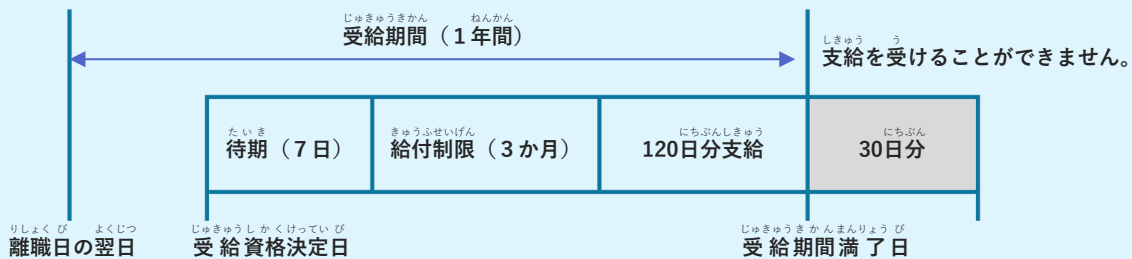 じゅきゅうきかん ねんかん
受給期間（1年間）
しきゅう う
支給を受けることができません。
たいき きゅうふせいげん にちぶんしきゅう にちぶん
待期（7日） 給付制限（3か月） 120日分支給 30日分
りしょく び よくじつ じゅきゅうしかくけってい び じゅきゅうきかんまんりょう び
離職日の翌日 受給資格決定日 受給期間満了日